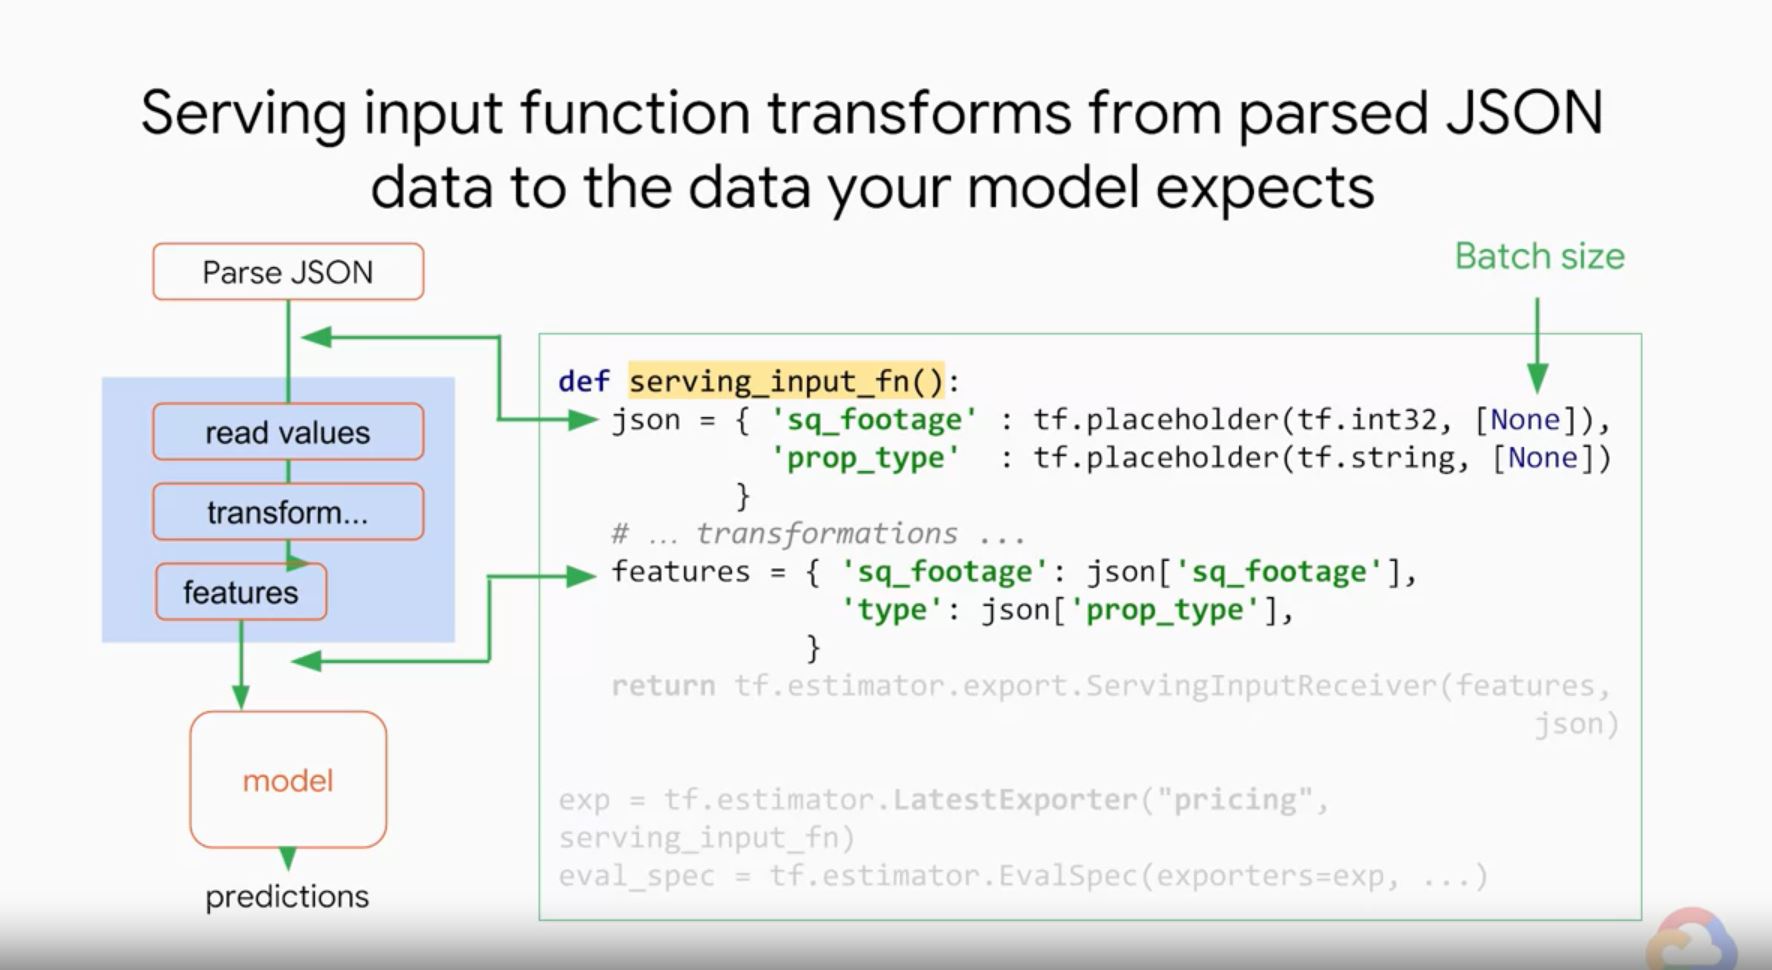 Serving input function transforms from parsed JSON
data to the data your model expects
Parse JSON
read values
transform...
features
model
predictions
Batch size
def serving_input_fn():
json = { 'sq_footage' : tf.placeholder(tf.int32, [None]),
'prop_type' : tf.placeholder(tf.string, [None])
}
# ... transformations ...
features = { 'sq_footage': json['sq_footage'],
'type': json['prop_type'],
}
return tf.estimator.export.ServingInputReceiver(features,
json)
exp = tf.estimator.LatestExporter("pricing",
serving_input_fn)
eval_spec = tf.estimator.EvalSpec(exporters=exp, ...)